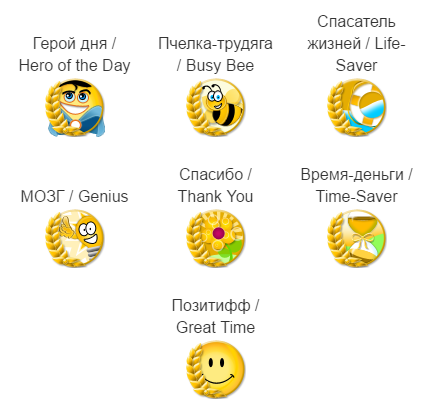 Герой дня /
Hero of the Day
Пчелка-трудяга
/ Busy Bee
Спасатель
жизней / Life-
Saver
МОЗГ / Genius
Спасибо /
Thank You
Время-деньги /
Time-Saver
Позитифф /
Great Time